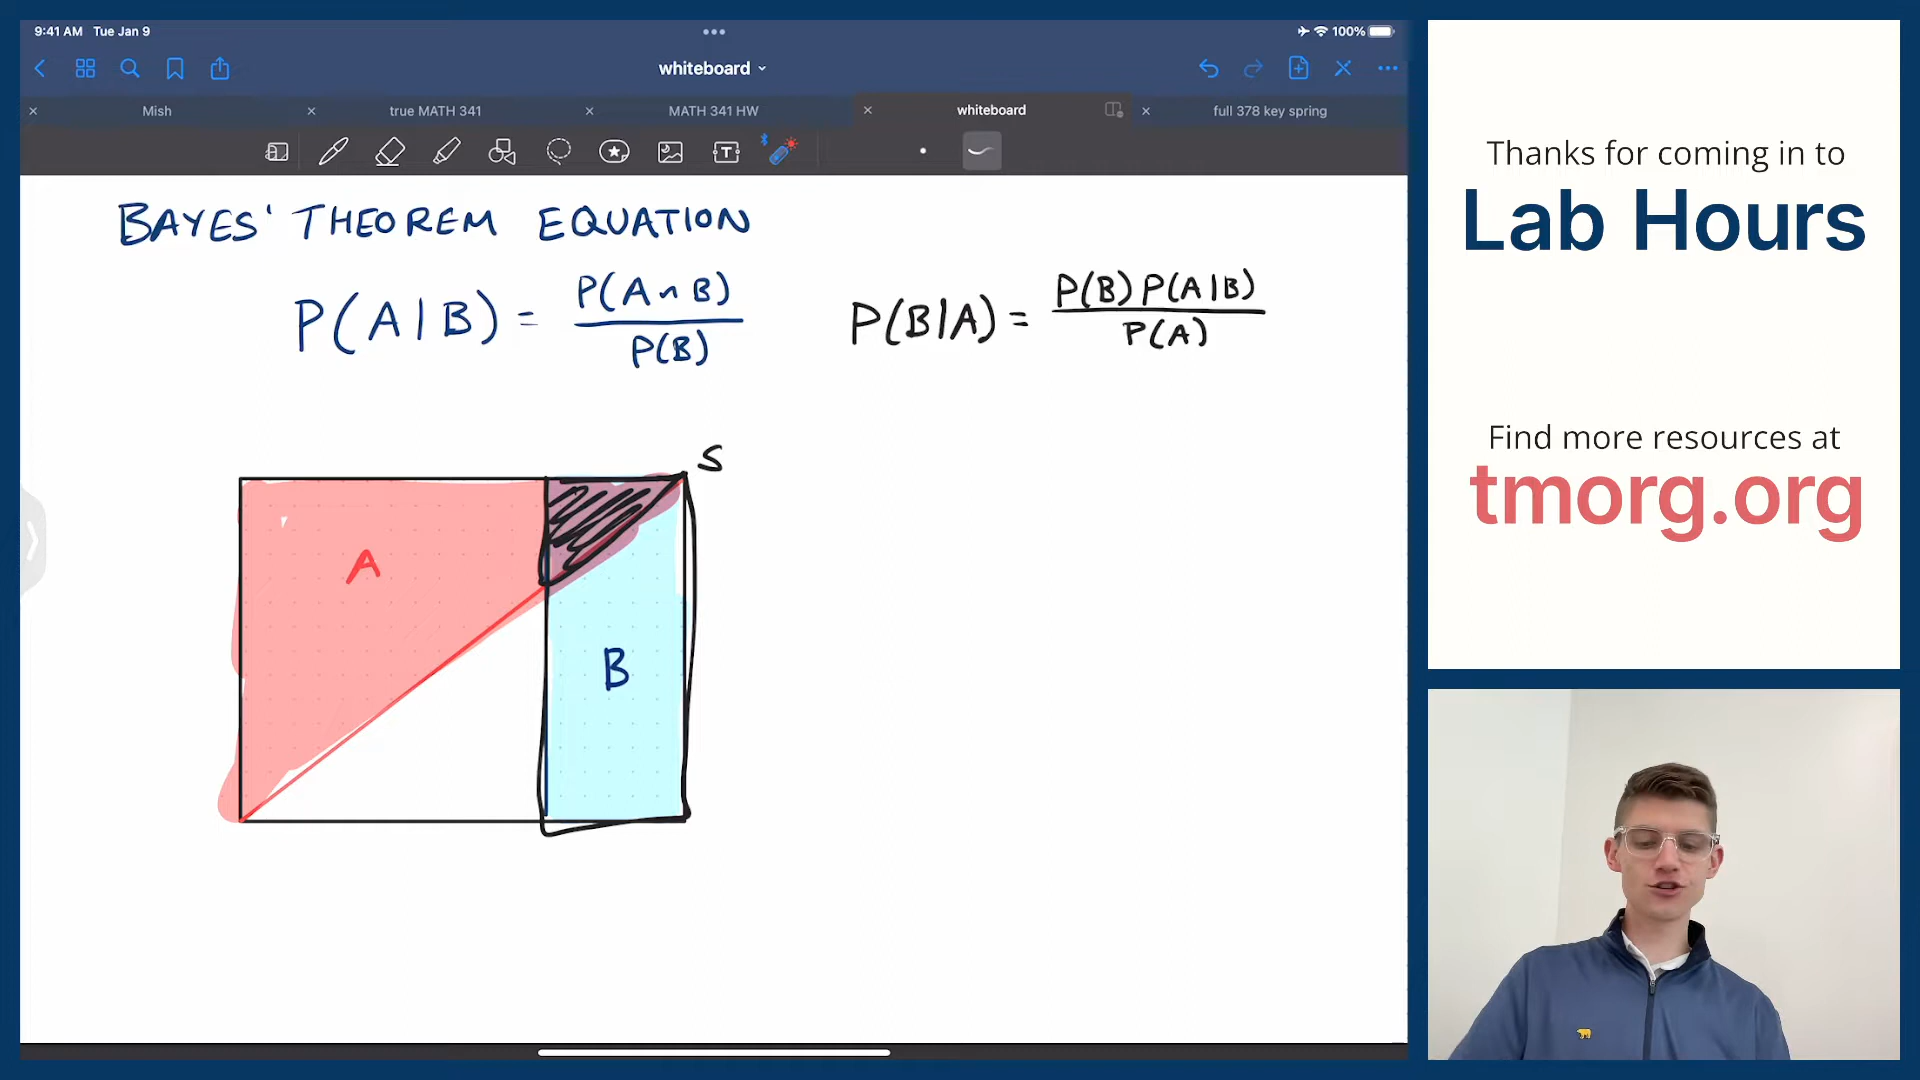 9:41 AM Tue Jan 9
100%
whiteboard
Mish
true MATH 341
MATH 341 HW
whiteboard
full 378 key spring
T
BAYES' THEOREM EQUATION
P(A|B) = P(A∩B) / P(B)
P(B|A) = P(B) P(A|B) / P(A)
S
A
B
Thanks for coming in to
Lab Hours
Find more resources at
tmorg.org